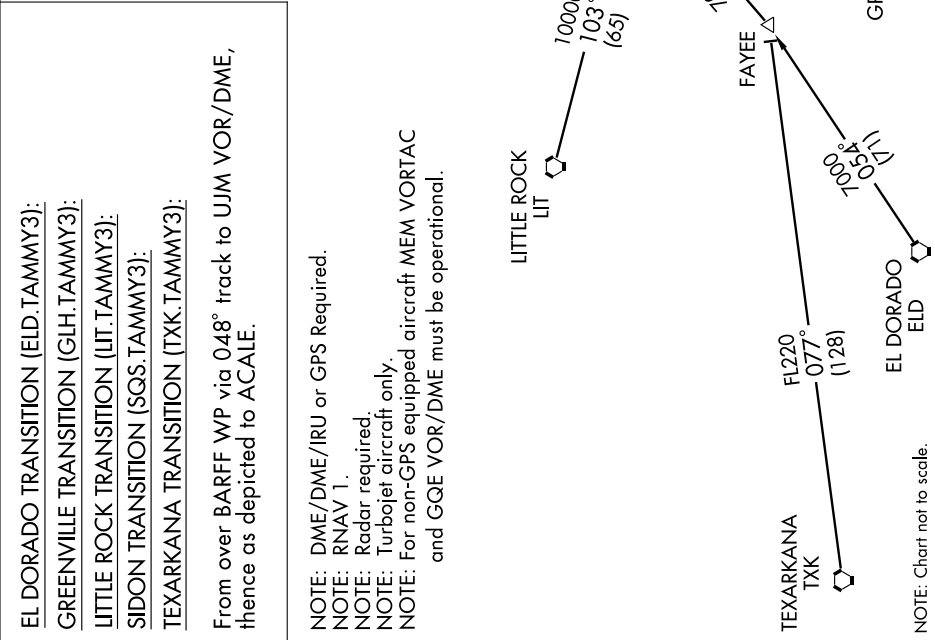 EL DORADO TRANSITION (ELD.TAMMY3):
GREENVILLE TRANSITION (GLH.TAMMY3):
LITTLE ROCK TRANSITION (LIT.TAMMY3):
SIDON TRANSITION (SQS.TAMMY3):
TEXARKANA TRANSITION (TXK.TAMMY3):
From over BARFF WP via 048° track to UJM VOR/DME,
thence as depicted to ACALE.
NOTE: DME/DME/IRU or GPS Required.
NOTE: RNAV 1.
NOTE: Radar required.
NOTE: Turbojet aircraft only.
NOTE: For non-GPS equipped aircraft MEM VORTAC
and GQE VOR/DME must be operational.
LITTLE ROCK
LIT
10000
103°
(65)
FAYEE
7000
054°
(71)
EL DORADO
ELD
FL220
077°
(128)
TEXARKANA
TXK
NOTE: Chart not to scale.